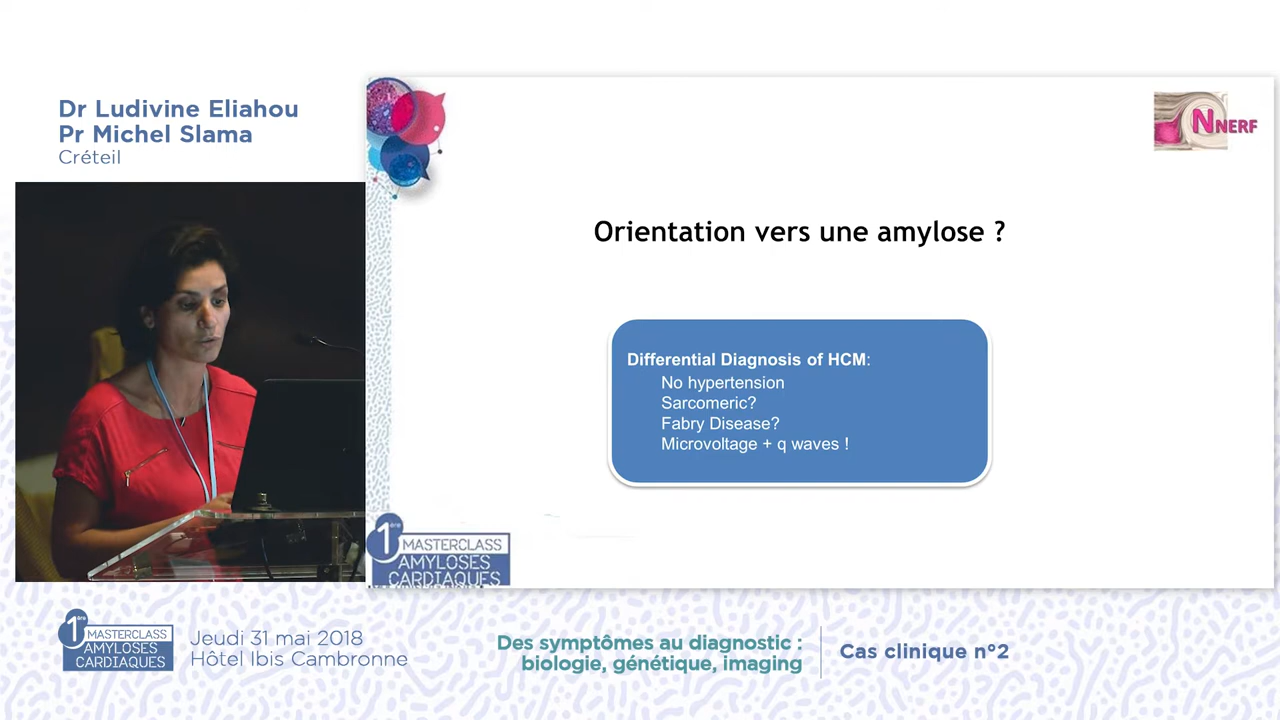 Dr Ludivine Eliahou
Pr Michel Slama
Créteil
NNERF
Orientation vers une amylose ?
Differential Diagnosis of HCM:
No hypertension
Sarcomeric?
Fabry Disease?
Microvoltage + q waves !
1ère
MASTERCLASS
AMYLOSES
CARDIAQUES
1ère
MASTERCLASS
AMYLOSES
CARDIAQUES
Jeudi 31 mai 2018
Hôtel Ibis Cambronne
Des symptômes au diagnostic :
biologie, génétique, imaging
Cas clinique n°2